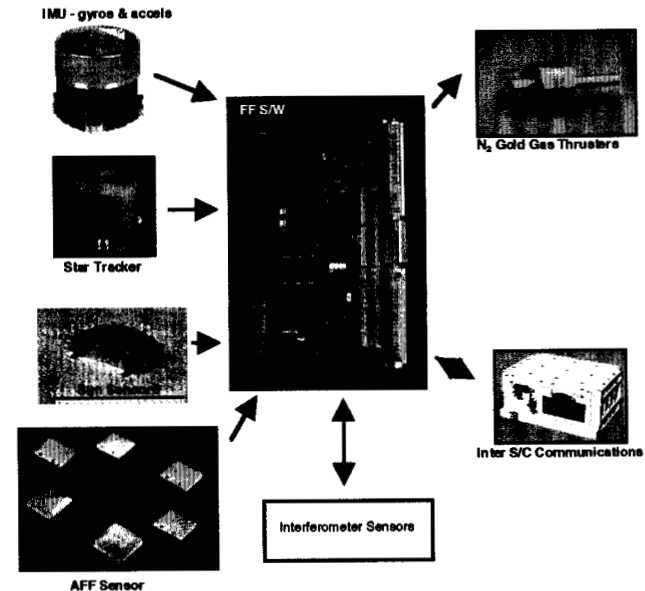 IMU - gyros & accels
FF S/W
N₂ Gold Gas Thrusters
Star Tracker
Inter S/C Communications
Interferometer Sensors
AFF Sensor